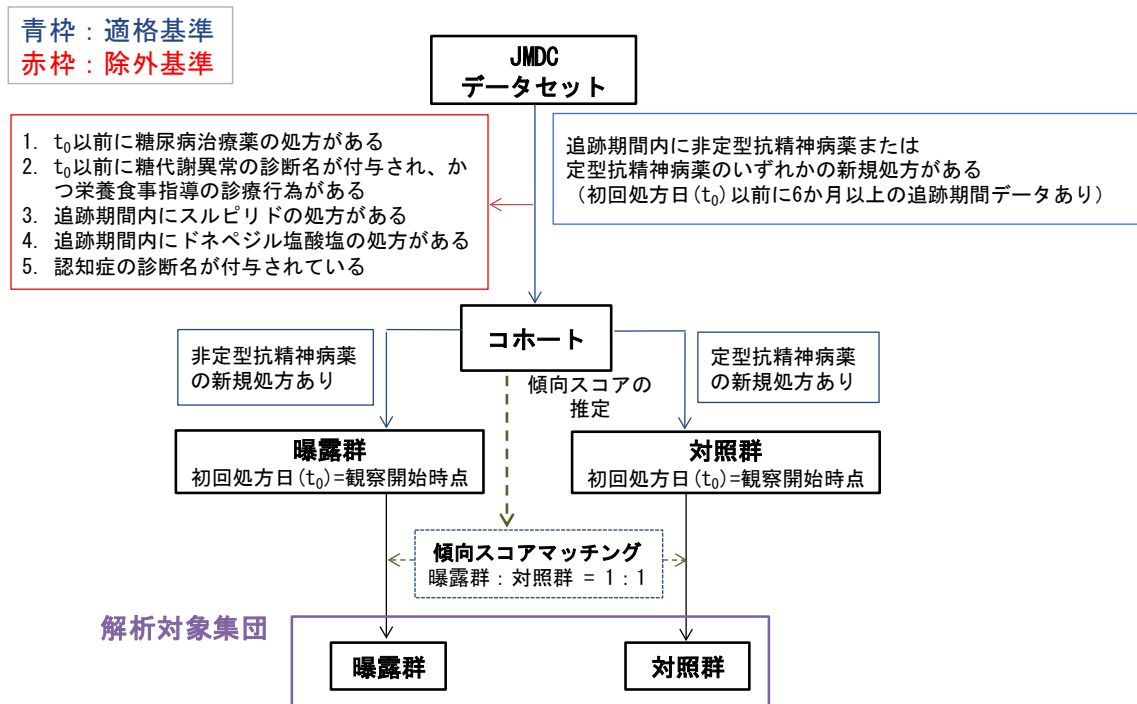 青枠：適格基準
赤枠：除外基準
JMDC
データセット
1. t₀以前に糖尿病治療薬の処方がある
2. t₀以前に糖代謝異常の診断名が付与され、か
つ栄養食事指導の診療行為がある
3. 追跡期間内にスルピリドの処方がある
4. 追跡期間内にドネペジル塩酸塩の処方がある
5. 認知症の診断名が付与されている
追跡期間内に非定型抗精神病薬または
定型抗精神病薬のいずれかの新規処方がある
（初回処方日(t₀)以前に6か月以上の追跡期間データあり）
コホート
非定型抗精神病薬
の新規処方あり
傾向スコアの
推定
定型抗精神病薬
の新規処方あり
曝露群
初回処方日(t₀)=観察開始時点
対照群
初回処方日(t₀)=観察開始時点
傾向スコアマッチング
曝露群：対照群 = 1：1
解析対象集団
曝露群
対照群